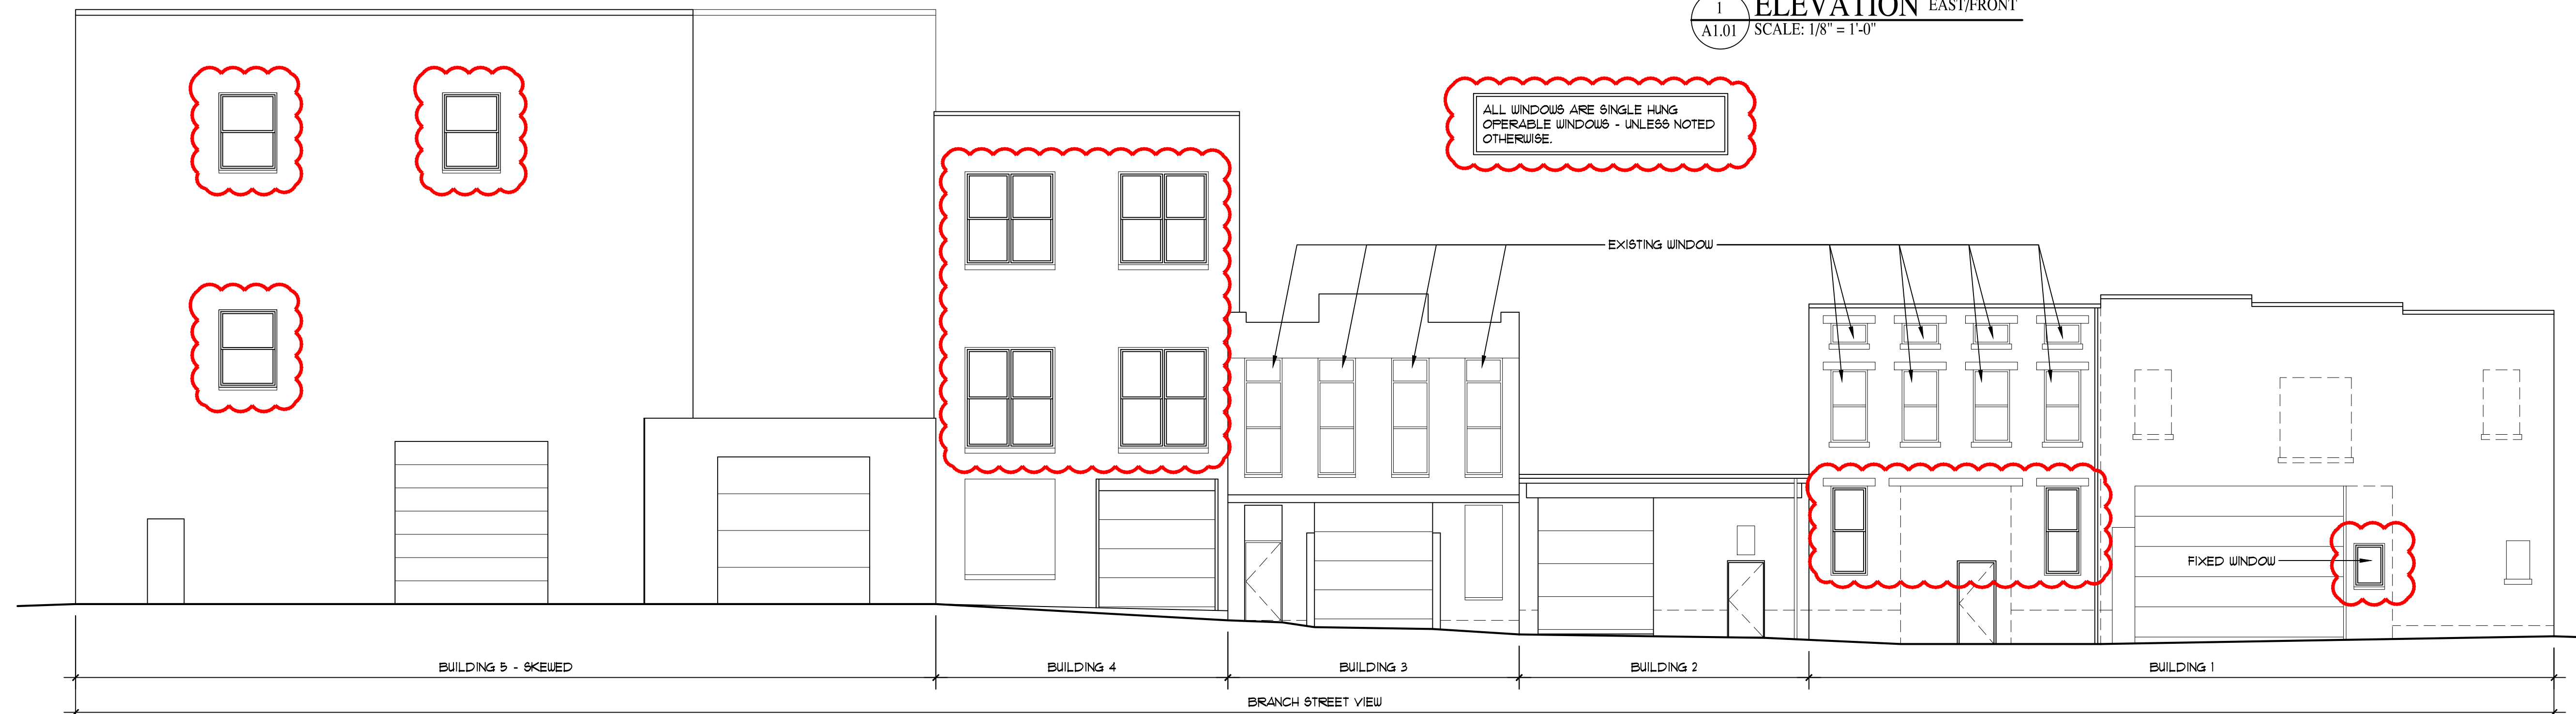 1
ELEVATION EAST/FRONT
A1.01
SCALE: 1/8" = 1'-0"
ALL WINDOWS ARE SINGLE HUNG
OPERABLE WINDOWS - UNLESS NOTED
OTHERWISE.
EXISTING WINDOW
FIXED WINDOW
BUILDING 5 - SKEWED
BUILDING 4
BUILDING 3
BUILDING 2
BUILDING 1
BRANCH STREET VIEW